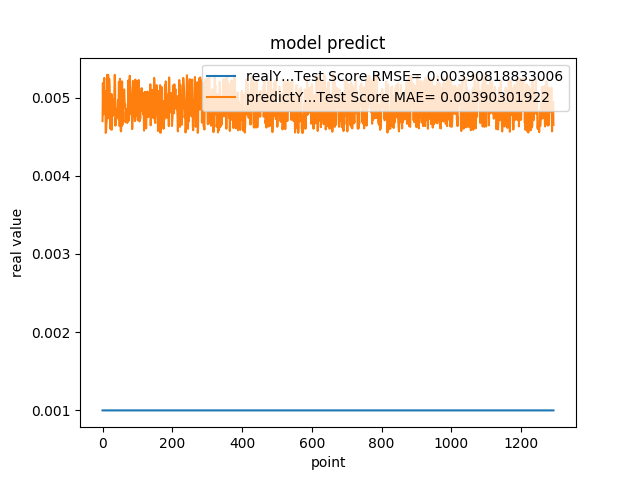 model predict
realY...Test Score RMSE= 0.00390818833006
predictY...Test Score MAE= 0.00390301922
real value
0.005
0.004
0.003
0.002
0.001
0
200
400
600
800
1000
1200
point